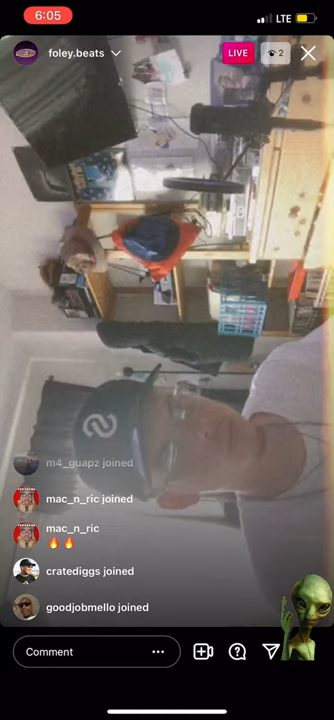 6:05
LTE
foley.beats
LIVE
2
m4_guapz joined
mac_n_ric joined
mac_n_ric
cratediggs joined
goodjobmello joined
Comment